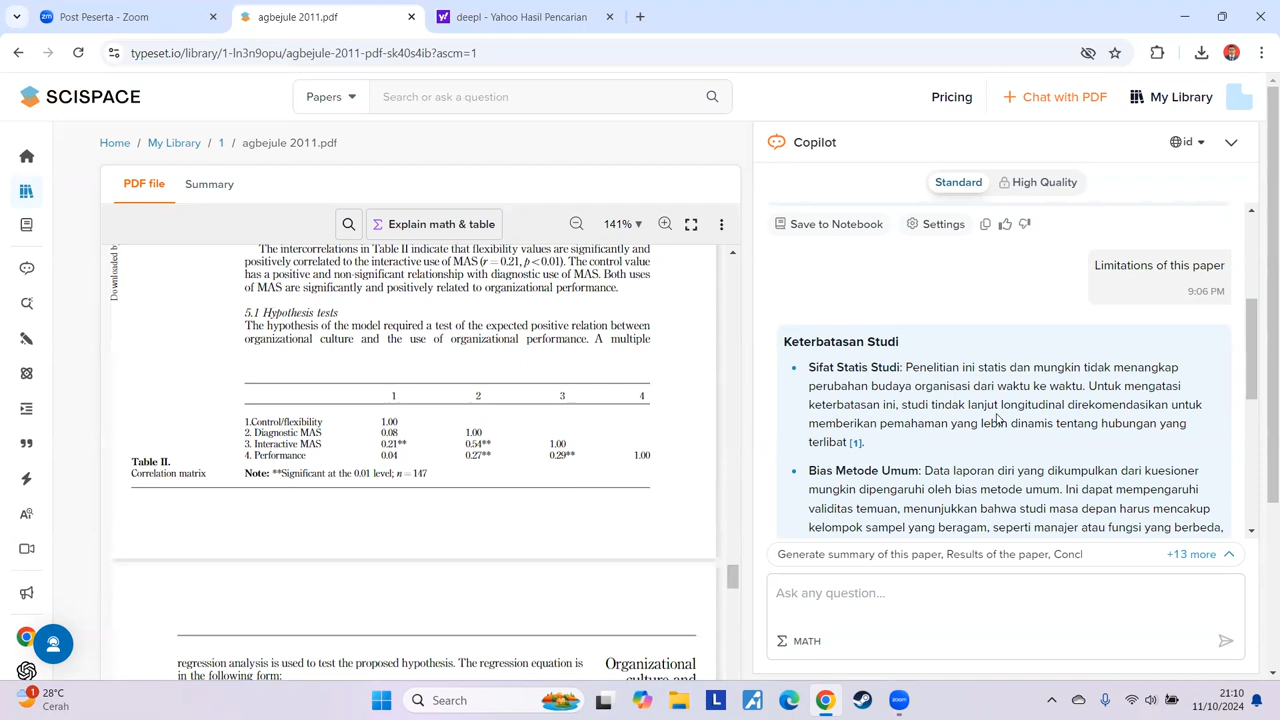 Post Peserta - Zoom
agbejule 2011.pdf
deepl - Yahoo Hasil Pencarian
typeset.io/library/1-ln3n9opu/agbejule-2011-pdf-sk40s4ib?ascm=1
SCISPACE
Papers
Search or ask a question
Pricing
Chat with PDF
My Library
Home / My Library / 1 / agbejule 2011.pdf
PDF file
Summary
Explain math & table
141%
Downloaded by
The intercorrelations in Table II indicate that flexibility values are significantly and
positively correlated to the interactive use of MAS (r = 0.21, p < 0.01). The control value
has a positive and non-significant relationship with diagnostic use of MAS. Both uses
of MAS are significantly and positively related to organizational performance.
5.1 Hypothesis tests
The hypothesis of the model required a test of the expected positive relation between
organizational culture and the use of organizational performance. A multiple
1 2 3 4
1.Control/flexibility 1.00
2. Diagnostic MAS 0.08 1.00
3. Interactive MAS 0.21** 0.54** 1.00
4. Performance 0.04 0.27** 0.29** 1.00
Table II.
Correlation matrix
Note: **Significant at the 0.01 level; n = 147
regression analysis is used to test the proposed hypothesis. The regression equation is
in the following form:
Organizational
culture and
Copilot
id
Standard
High Quality
Save to Notebook
Settings
Limitations of this paper
9:06 PM
Keterbatasan Studi
• Sifat Statis Studi: Penelitian ini statis dan mungkin tidak menangkap
perubahan budaya organisasi dari waktu ke waktu. Untuk mengatasi
keterbatasan ini, studi tindak lanjut longitudinal direkomendasikan untuk
memberikan pemahaman yang lebih dinamis tentang hubungan yang
terlibat [1].
• Bias Metode Umum: Data laporan diri yang dikumpulkan dari kuesioner
mungkin dipengaruhi oleh bias metode umum. Ini dapat mempengaruhi
validitas temuan, menunjukkan bahwa studi masa depan harus mencakup
kelompok sampel yang beragam, seperti manajer atau fungsi yang berbeda,
Generate summary of this paper, Results of the paper, Concl
+13 more
Ask any question...
MATH
1
28°C
Cerah
Search
21:10
11/10/2024